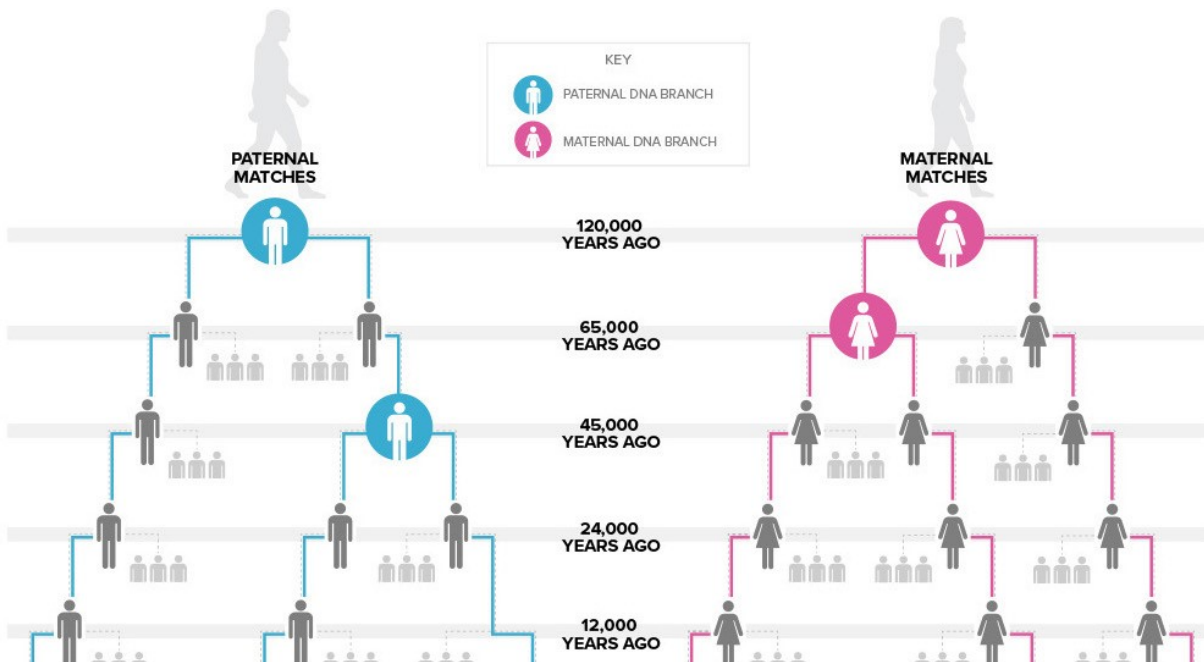 KEY
PATERNAL DNA BRANCH
MATERNAL DNA BRANCH
PATERNAL
MATCHES
MATERNAL
MATCHES
120,000
YEARS AGO
65,000
YEARS AGO
45,000
YEARS AGO
24,000
YEARS AGO
12,000
YEARS AGO